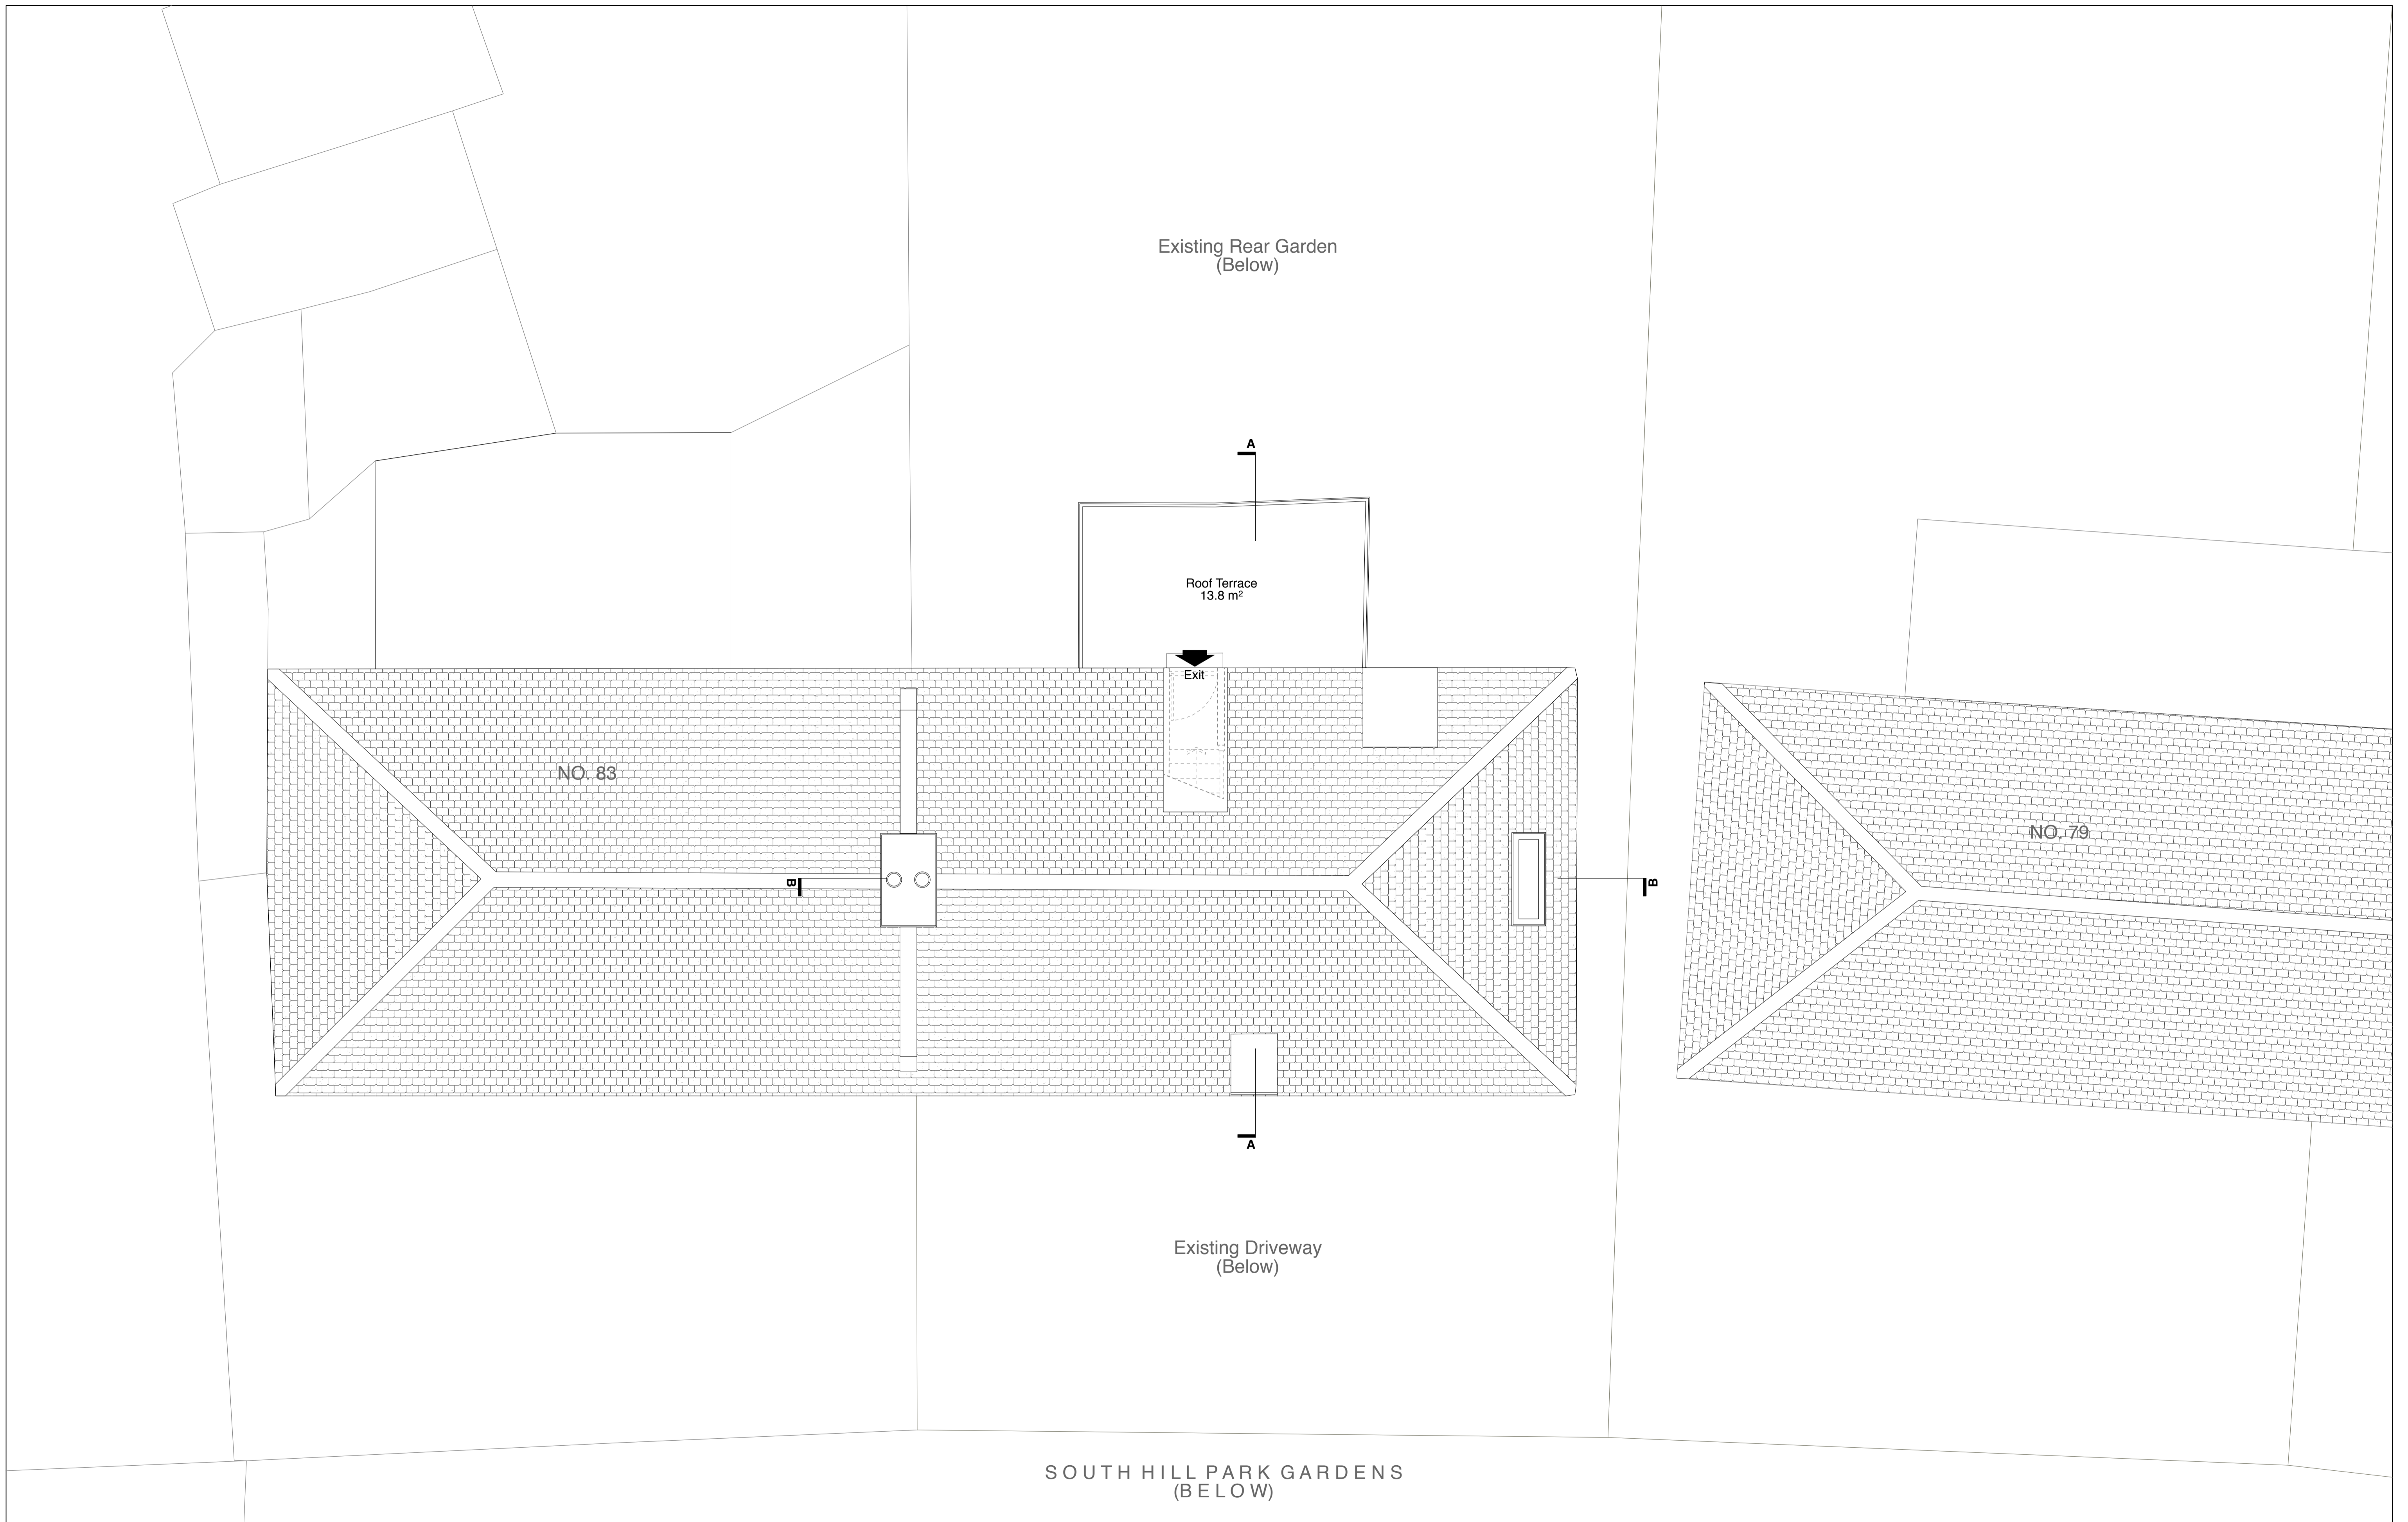 Existing Rear Garden
(Below)
A
Roof Terrace
13.8 m²
Exit
NO. 83
NO. 79
B
B
A
Existing Driveway
(Below)
SOUTH HILL PARK GARDENS
(BELOW)